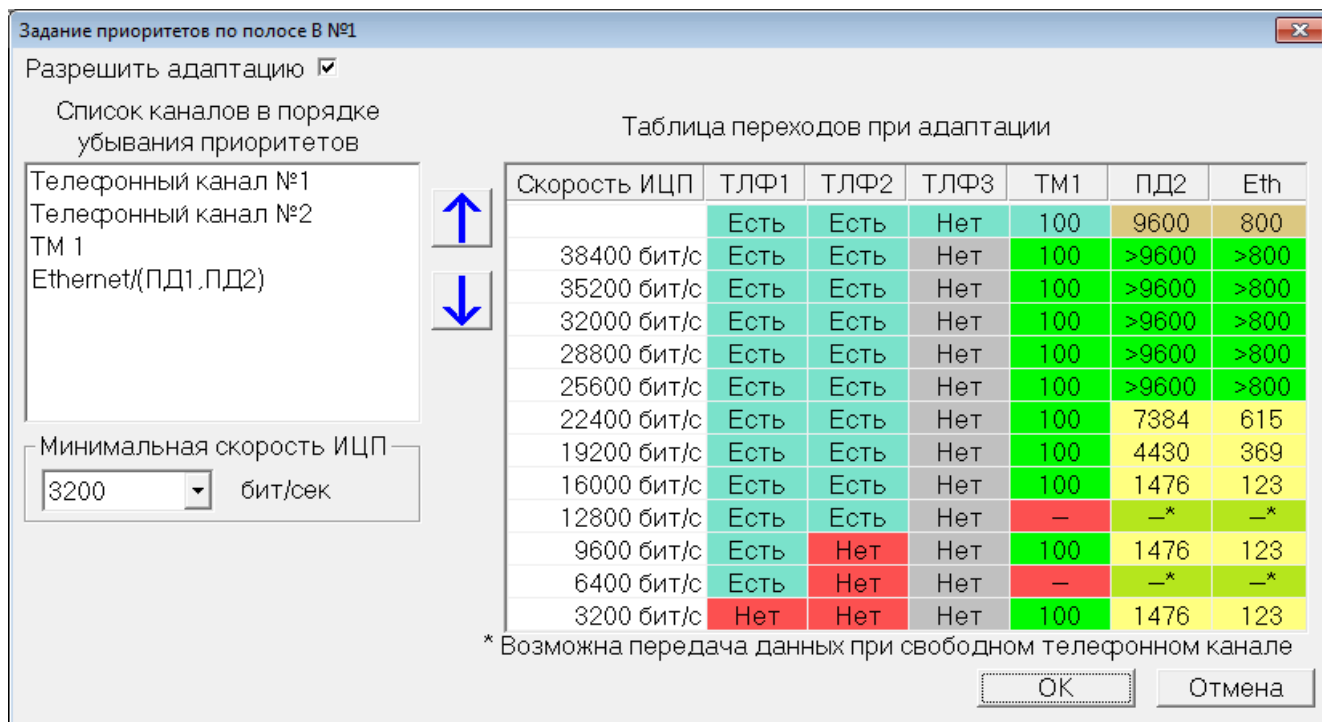 Задание приоритетов по полосе В №1
Разрешить адаптацию
Список каналов в порядке
убывания приоритетов
Телефонный канал №1
Телефонный канал №2
ТМ 1
Ethernet/(ПД1,ПД2)
Минимальная скорость ИЦП
3200 бит/сек
Таблица переходов при адаптации
Скорость ИЦП ТЛФ1 ТЛФ2 ТЛФ3 ТМ1 ПД2 Eth
Есть Есть Нет 100 9600 800
38400 бит/с Есть Есть Нет 100 >9600 >800
35200 бит/с Есть Есть Нет 100 >9600 >800
32000 бит/с Есть Есть Нет 100 >9600 >800
28800 бит/с Есть Есть Нет 100 >9600 >800
25600 бит/с Есть Есть Нет 100 >9600 >800
22400 бит/с Есть Есть Нет 100 7384 615
19200 бит/с Есть Есть Нет 100 4430 369
16000 бит/с Есть Есть Нет 100 1476 123
12800 бит/с Есть Есть Нет – –* –*
9600 бит/с Есть Нет Нет 100 1476 123
6400 бит/с Есть Нет Нет – –* –*
3200 бит/с Нет Нет Нет 100 1476 123
* Возможна передача данных при свободном телефонном канале
OK Отмена